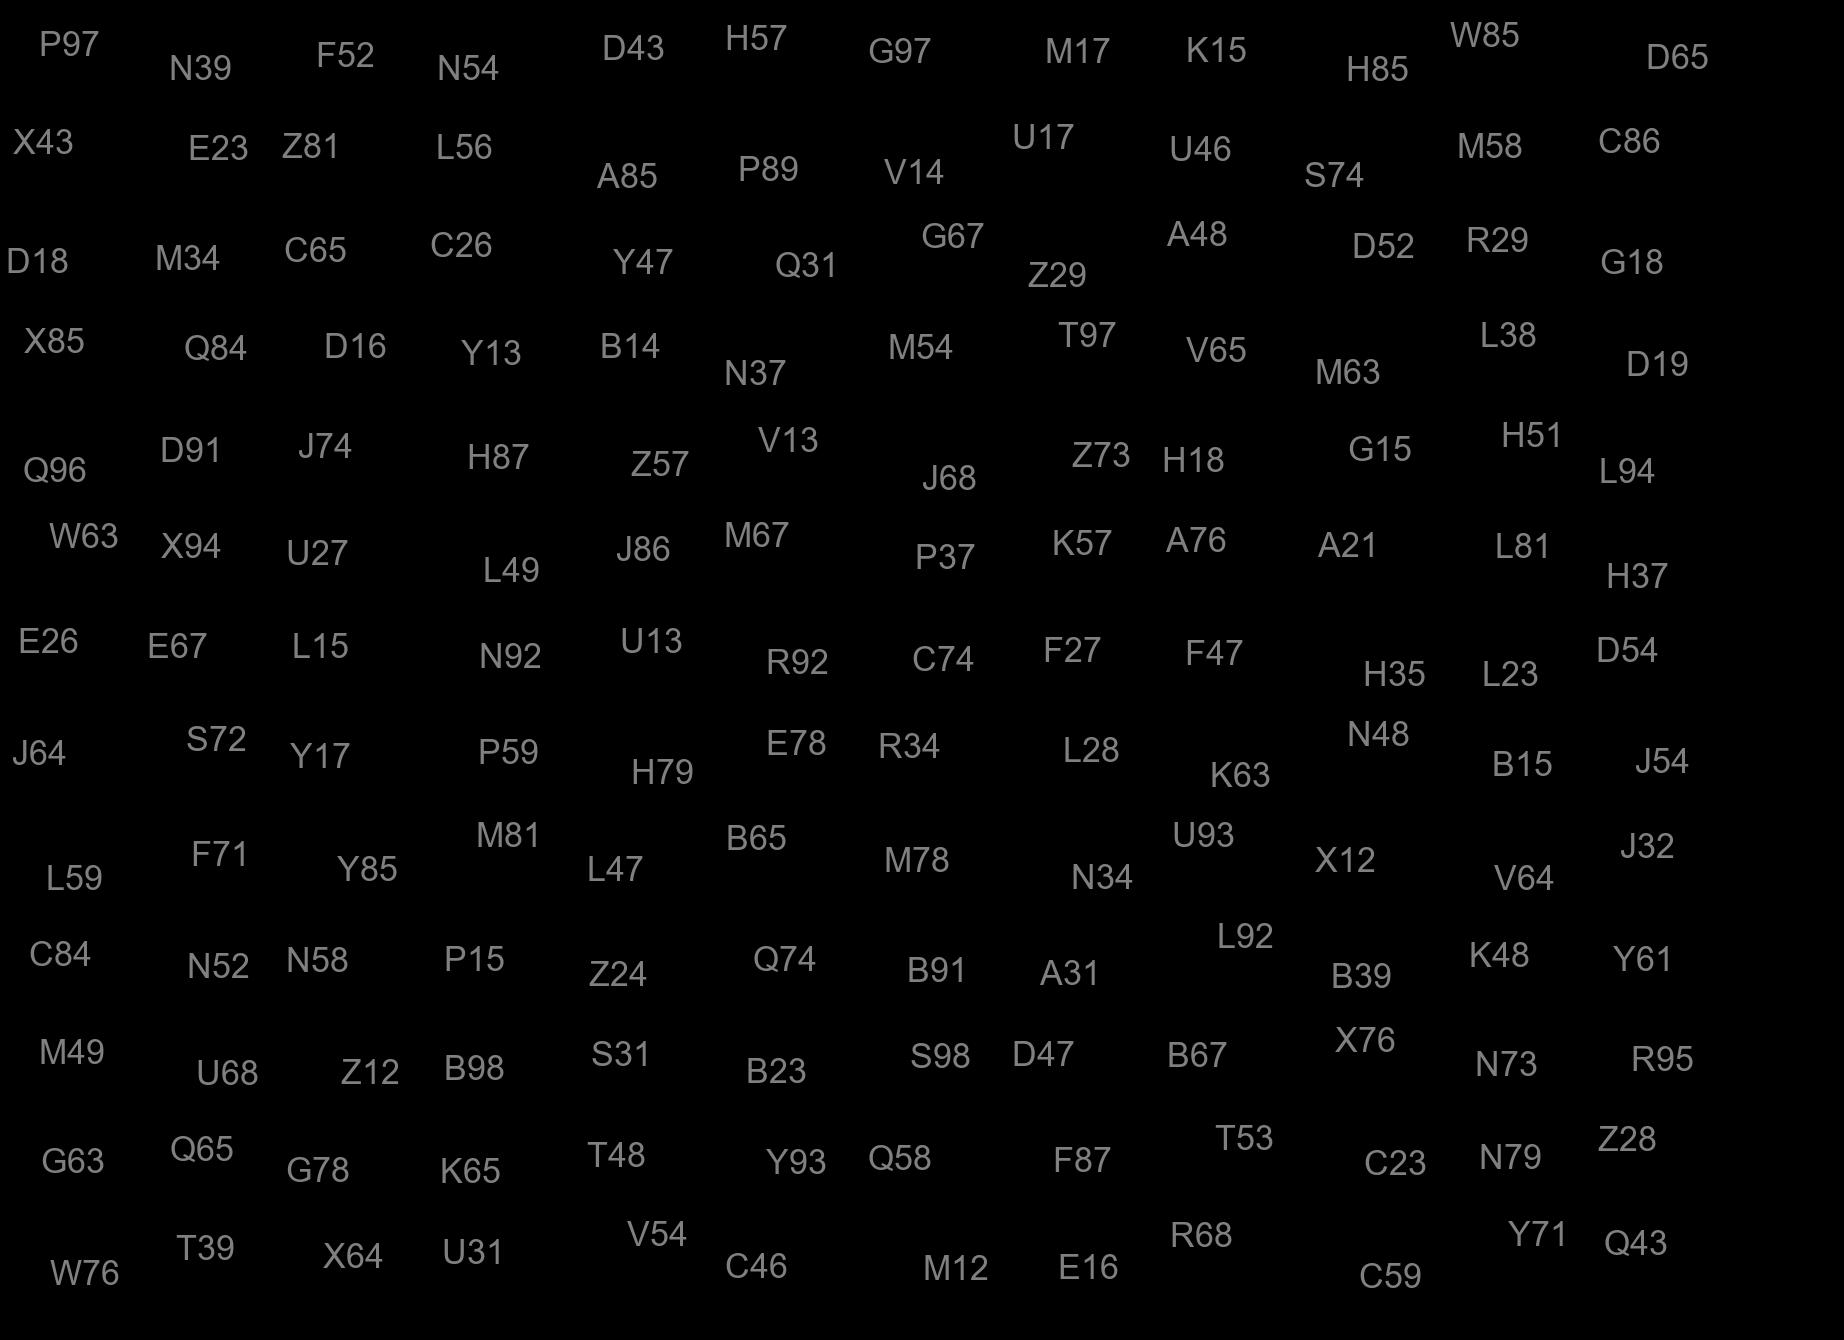 P97 N39 F52 N54 D43 H57 G97 M17 K15 H85 W85 D65
X43 E23 Z81 L56 A85 P89 V14 U17 U46 S74 M58 C86
D18 M34 C65 C26 Y47 Q31 G67 Z29 A48 D52 R29 G18
X85 Q84 D16 Y13 B14 N37 M54 T97 V65 M63 L38 D19
Q96 D91 J74 H87 Z57 V13 J68 Z73 H18 G15 H51 L94
W63 X94 U27 L49 J86 M67 P37 K57 A76 A21 L81 H37
E26 E67 L15 N92 U13 R92 C74 F27 F47 H35 L23 D54
J64 S72 Y17 P59 H79 E78 R34 L28 K63 N48 B15 J54
L59 F71 Y85 M81 L47 B65 M78 N34 U93 X12 V64 J32
C84 N52 N58 P15 Z24 Q74 B91 A31 L92 B39 K48 Y61
M49 U68 Z12 B98 S31 B23 S98 D47 B67 X76 N73 R95
G63 Q65 G78 K65 T48 Y93 Q58 F87 T53 C23 N79 Z28
W76 T39 X64 U31 V54 C46 M12 E16 R68 C59 Y71 Q43